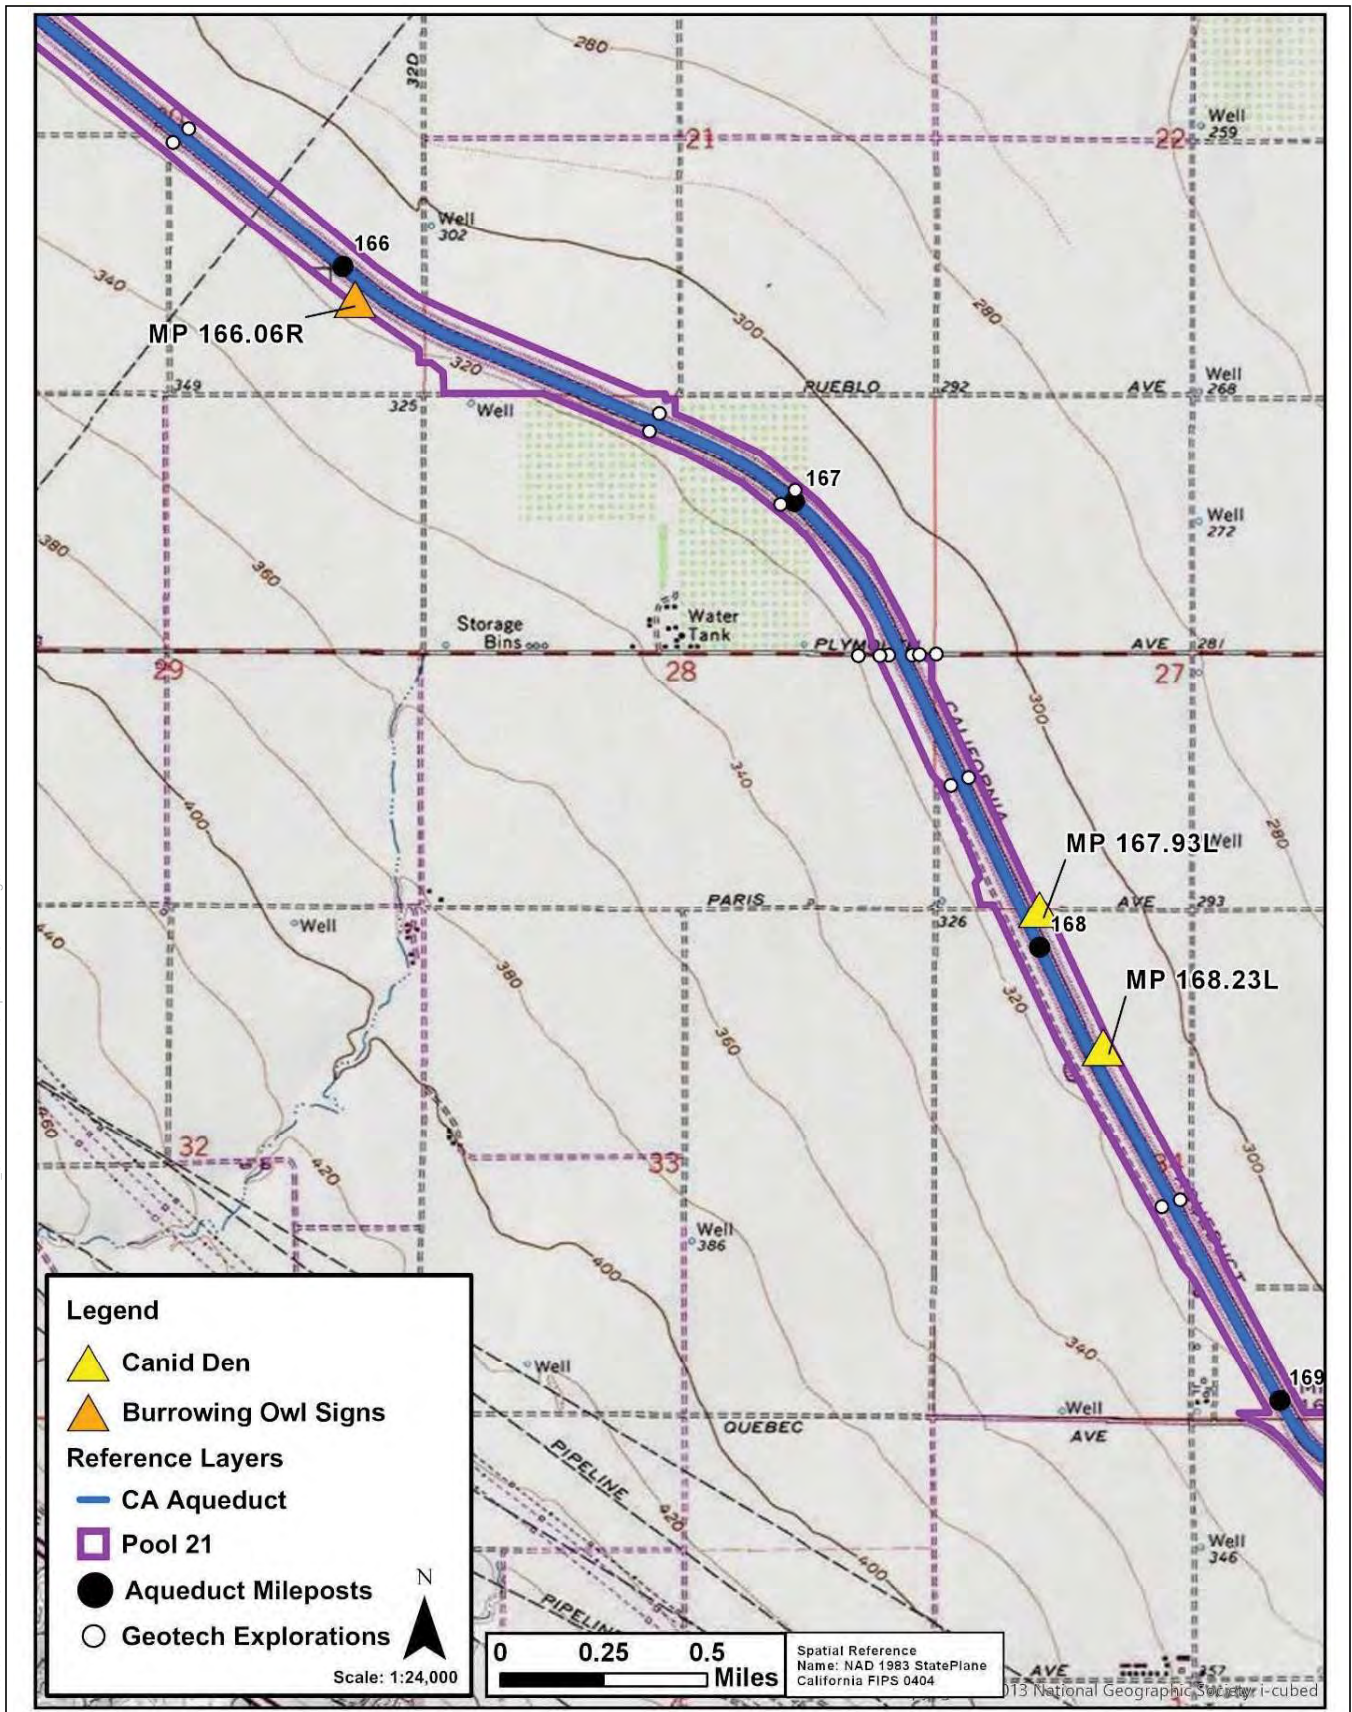 280
32D
Well
259
21
22
Well
302
166
340
MP 166.06R
280
300
320
349
325
Well
PUEBLO
292
AVE
Well
268
167
Well
272
380
360
Storage
Bins
Water
Tank
PLYMOUTH
AVE
281
29
28
27
300
CALIFORNIA
340
400
280
MP 167.93L
Well
PARIS
AVE
293
326
168
440
Well
380
MP 168.23L
320
360
460
32
420
33
300
Well
386
AQUEDUCT
400
340
Well
169
Well
QUEBEC
AVE
PIPELINE
420
400
Well
346
PIPELINE
AVE
357
Legend
Canid Den
Burrowing Owl Signs
Reference Layers
CA Aqueduct
Pool 21
Aqueduct Mileposts
Geotech Explorations
N
Scale: 1:24,000
0 0.25 0.5
Miles
Spatial Reference
Name: NAD 1983 StatePlane
California FIPS 0404
013 National Geographic Society, i-cubed